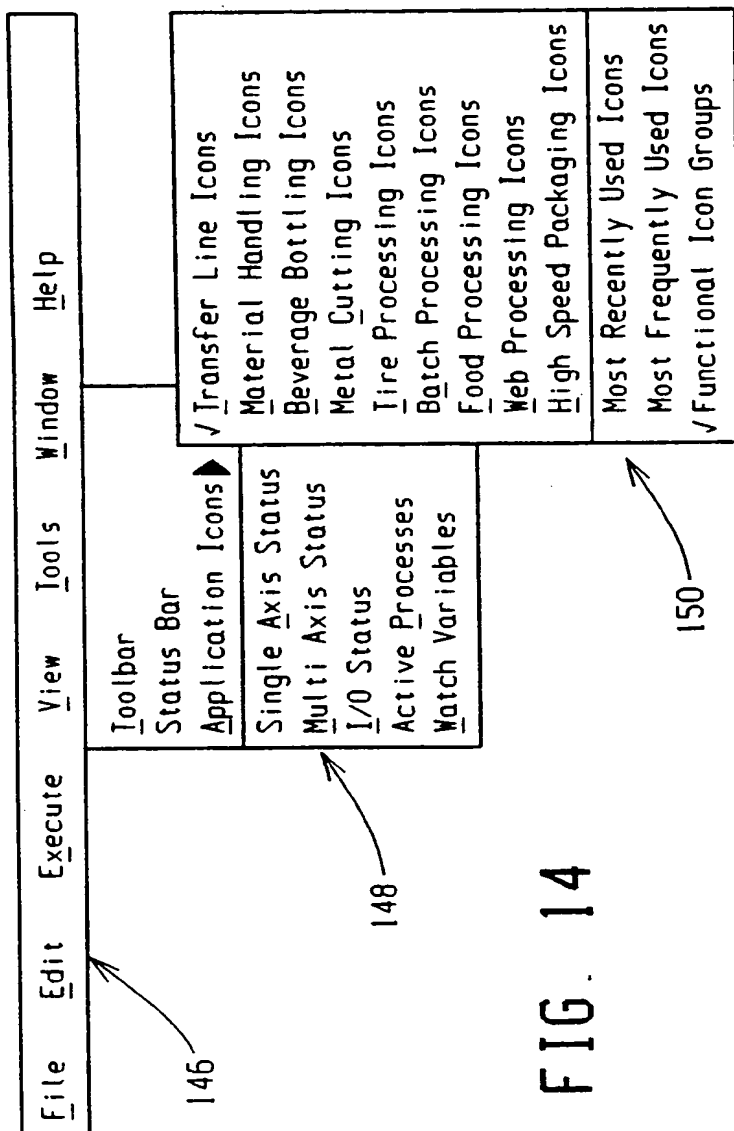 File Edit Execute View Tools Window Help
Toolbar
Status Bar
Application Icons
Single Axis Status
Multi Axis Status
I/O Status
Active Processes
Watch Variables
√Transfer Line Icons
Material Handling Icons
Beverage Bottling Icons
Metal Cutting Icons
Tire Processing Icons
Batch Processing Icons
Food Processing Icons
Web Processing Icons
High Speed Packaging Icons
Most Recently Used Icons
Most Frequently Used Icons
√Functional Icon Groups
146
148
150
FIG. 14